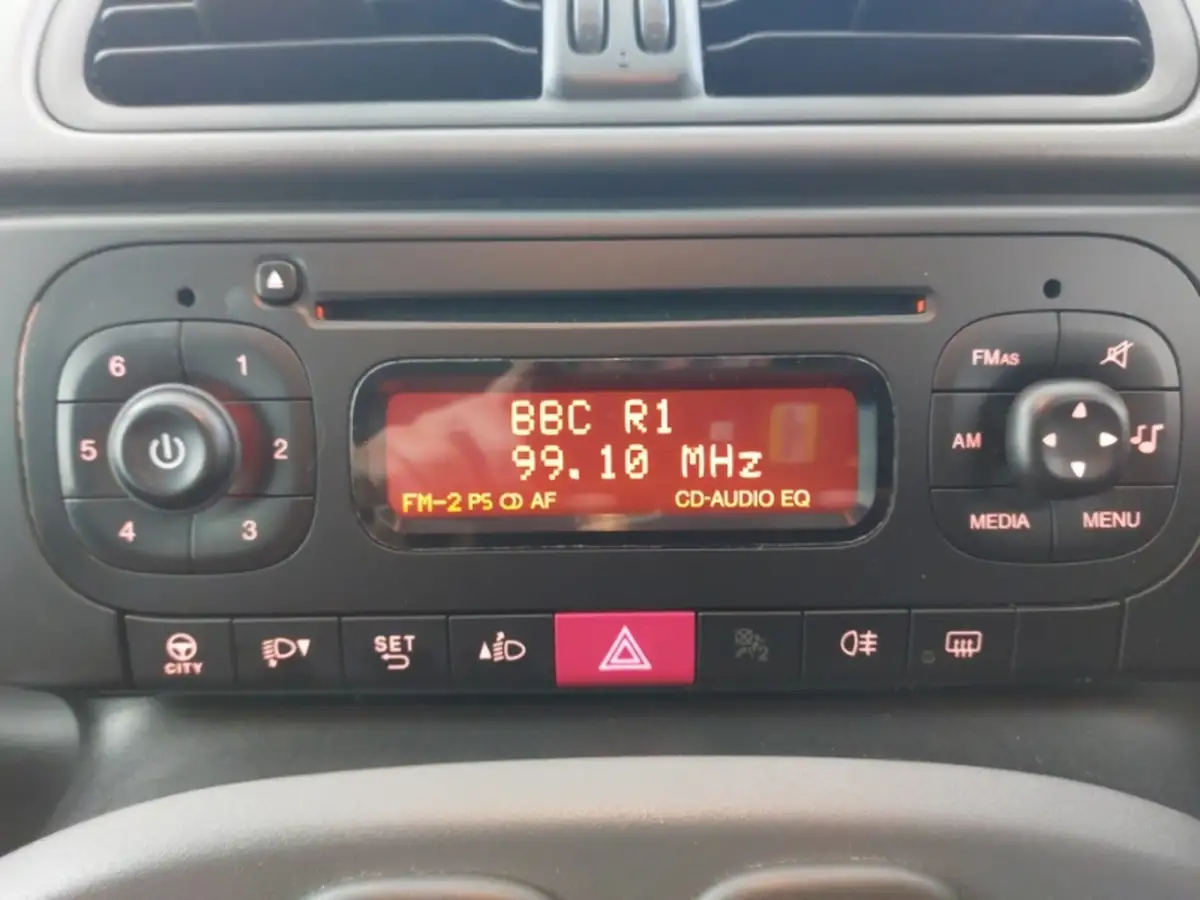 6 1
5 2
4 3
BBC R1
99.10 MHz
FM-2 PS AF CD-AUDIO EQ
FMAS
AM
MEDIA MENU
CITY
SET